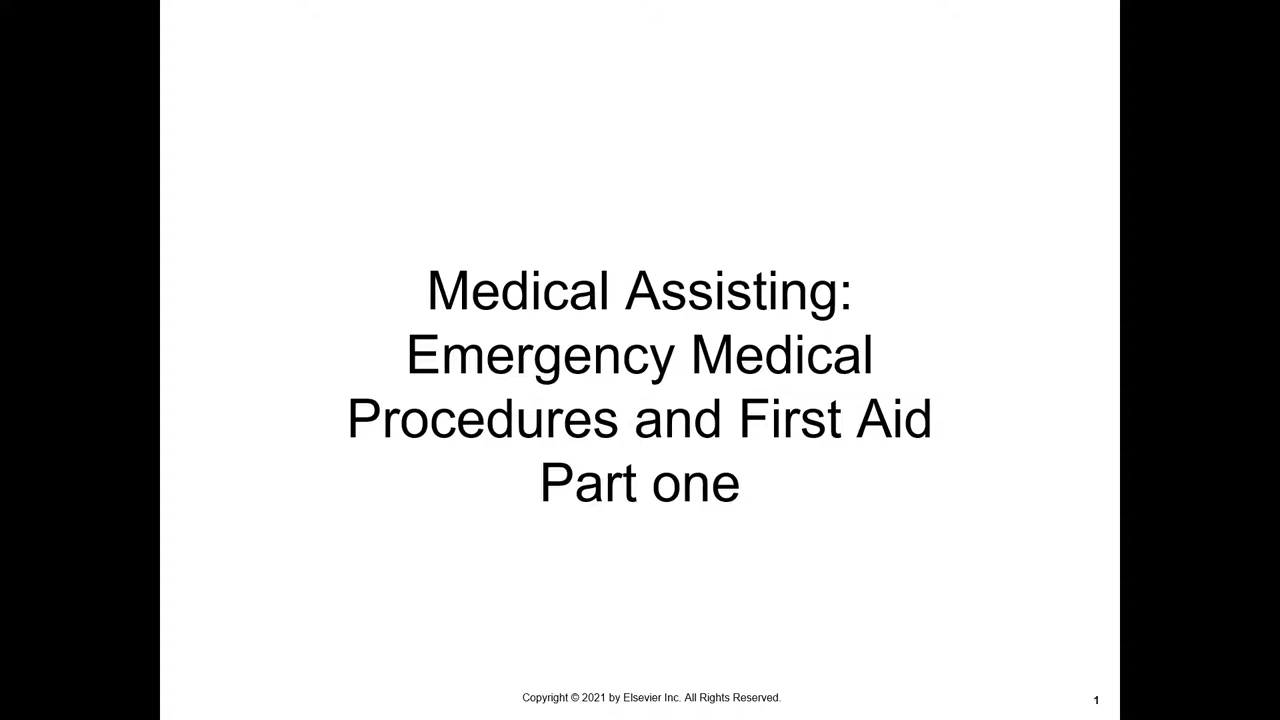 Medical Assisting:
Emergency Medical
Procedures and First Aid
Part one
Copyright © 2021 by Elsevier Inc. All Rights Reserved.
1